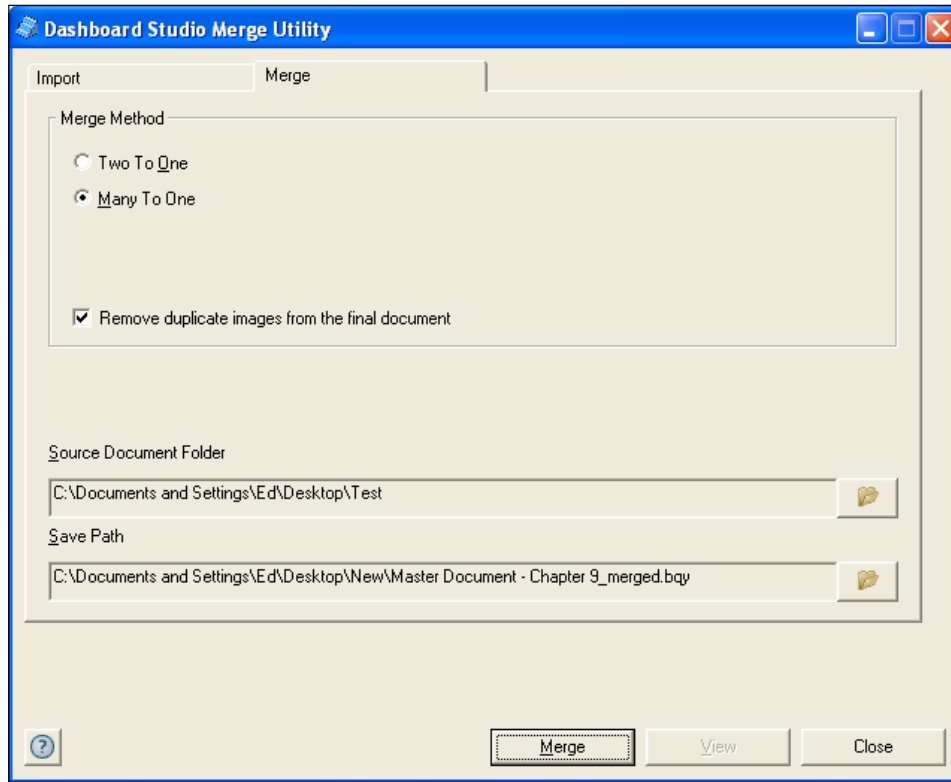 Dashboard Studio Merge Utility
Import
Merge
Merge Method
Two To One
Many To One
Remove duplicate images from the final document
Source Document Folder
C:\Documents and Settings\Ed\Desktop\Test
Save Path
C:\Documents and Settings\Ed\Desktop\New\Master Document - Chapter 9_merged.bqy
?
Merge
View
Close